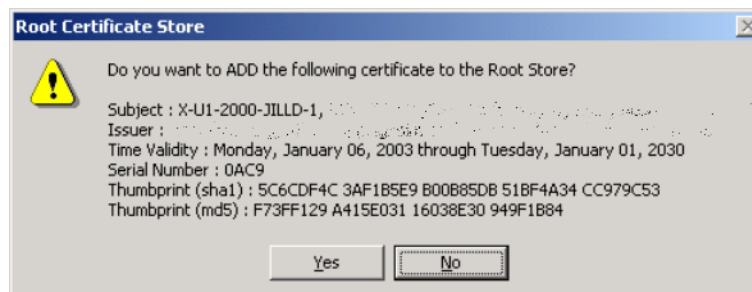 Root Certificate Store
Do you want to ADD the following certificate to the Root Store?
Subject : X-U1-2000-JILLD-1,
Issuer :
Time Validity : Monday, January 06, 2003 through Tuesday, January 01, 2030
Serial Number : 0AC9
Thumbprint (sha1) : 5C6CDF4C 3AF1B5E9 B00B85DB 51BF4A34 CC979C53
Thumbprint (md5) : F73FF129 A415E031 16038E30 949F1B84
Yes No